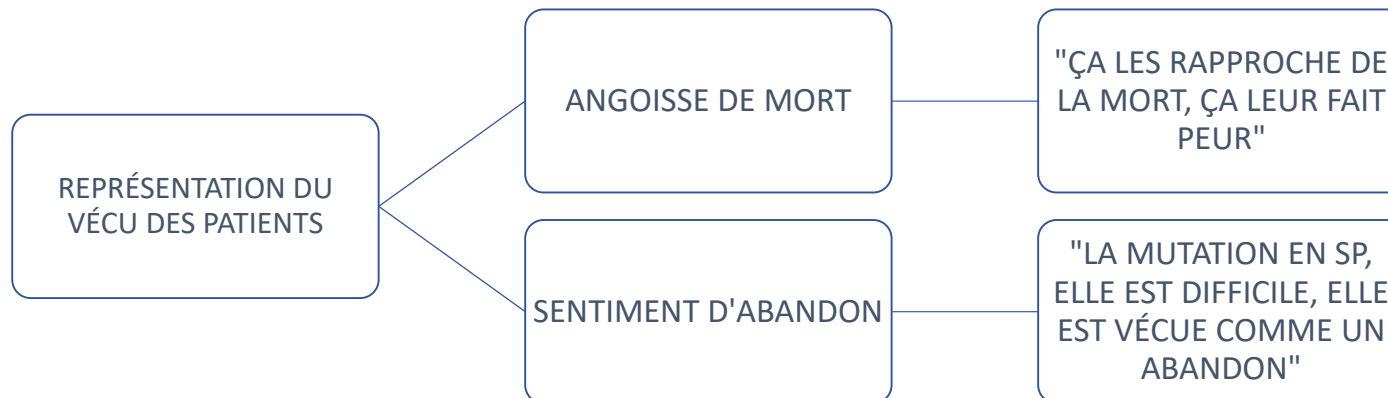 REPRÉSENTATION DU
VÉCU DES PATIENTS
ANGOISSE DE MORT
"ÇA LES RAPPROCHE DE
LA MORT, ÇA LEUR FAIT
PEUR"
SENTIMENT D'ABANDON
"LA MUTATION EN SP,
ELLE EST DIFFICILE, ELLE
EST VÉCUE COMME UN
ABANDON"